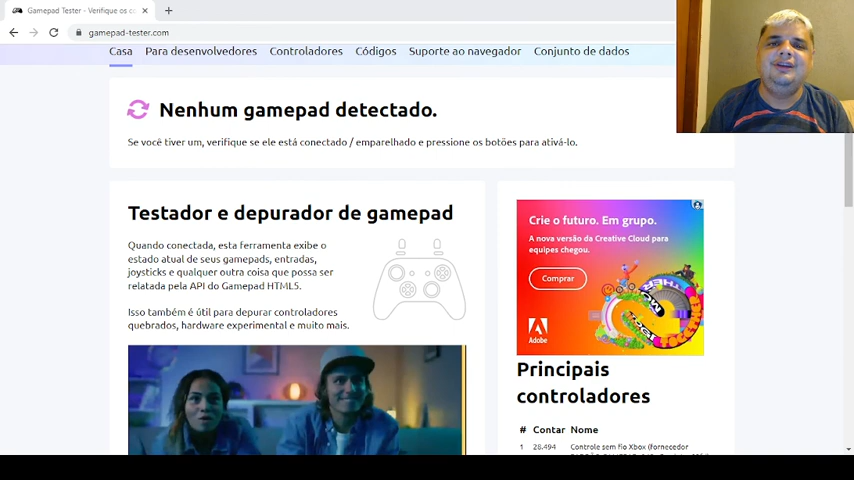 Gamepad Tester - Verifique os co
gamepad-tester.com
Casa Para desenvolvedores Controladores Códigos Suporte ao navegador Conjunto de dados
Nenhum gamepad detectado.
Se você tiver um, verifique se ele está conectado / emparelhado e pressione os botões para ativá-lo.
Testador e depurador de gamepad
Quando conectada, esta ferramenta exibe o
estado atual de seus gamepads, entradas,
joysticks e qualquer outra coisa que possa ser
relatada pela API do Gamepad HTML5.
Isso também é útil para depurar controladores
quebrados, hardware experimental e muito mais.
Crie o futuro. Em grupo.
A nova versão da Creative Cloud para
equipes chegou.
Comprar
Adobe
Principais
controladores
# Contar Nome
1 28.494 Controle sem fio Xbox (fornecedor